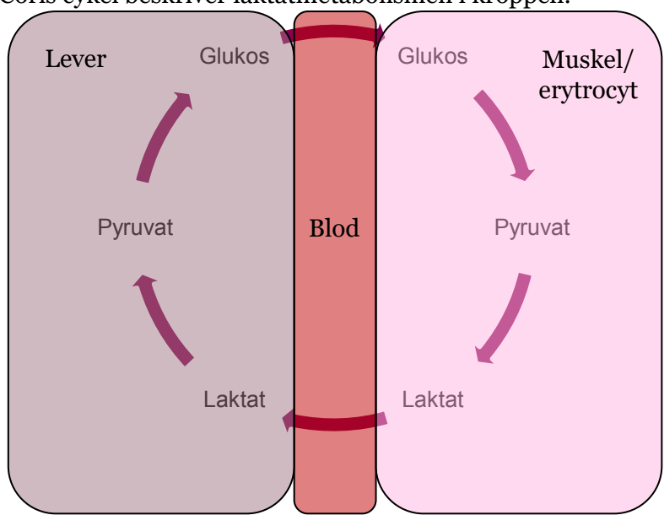 Coris cykel beskriver laktatmetabolismen i kroppen.
Lever
Glukos
Glukos
Muskel/
erytrocyt
Pyruvat
Blod
Pyruvat
Laktat
Laktat